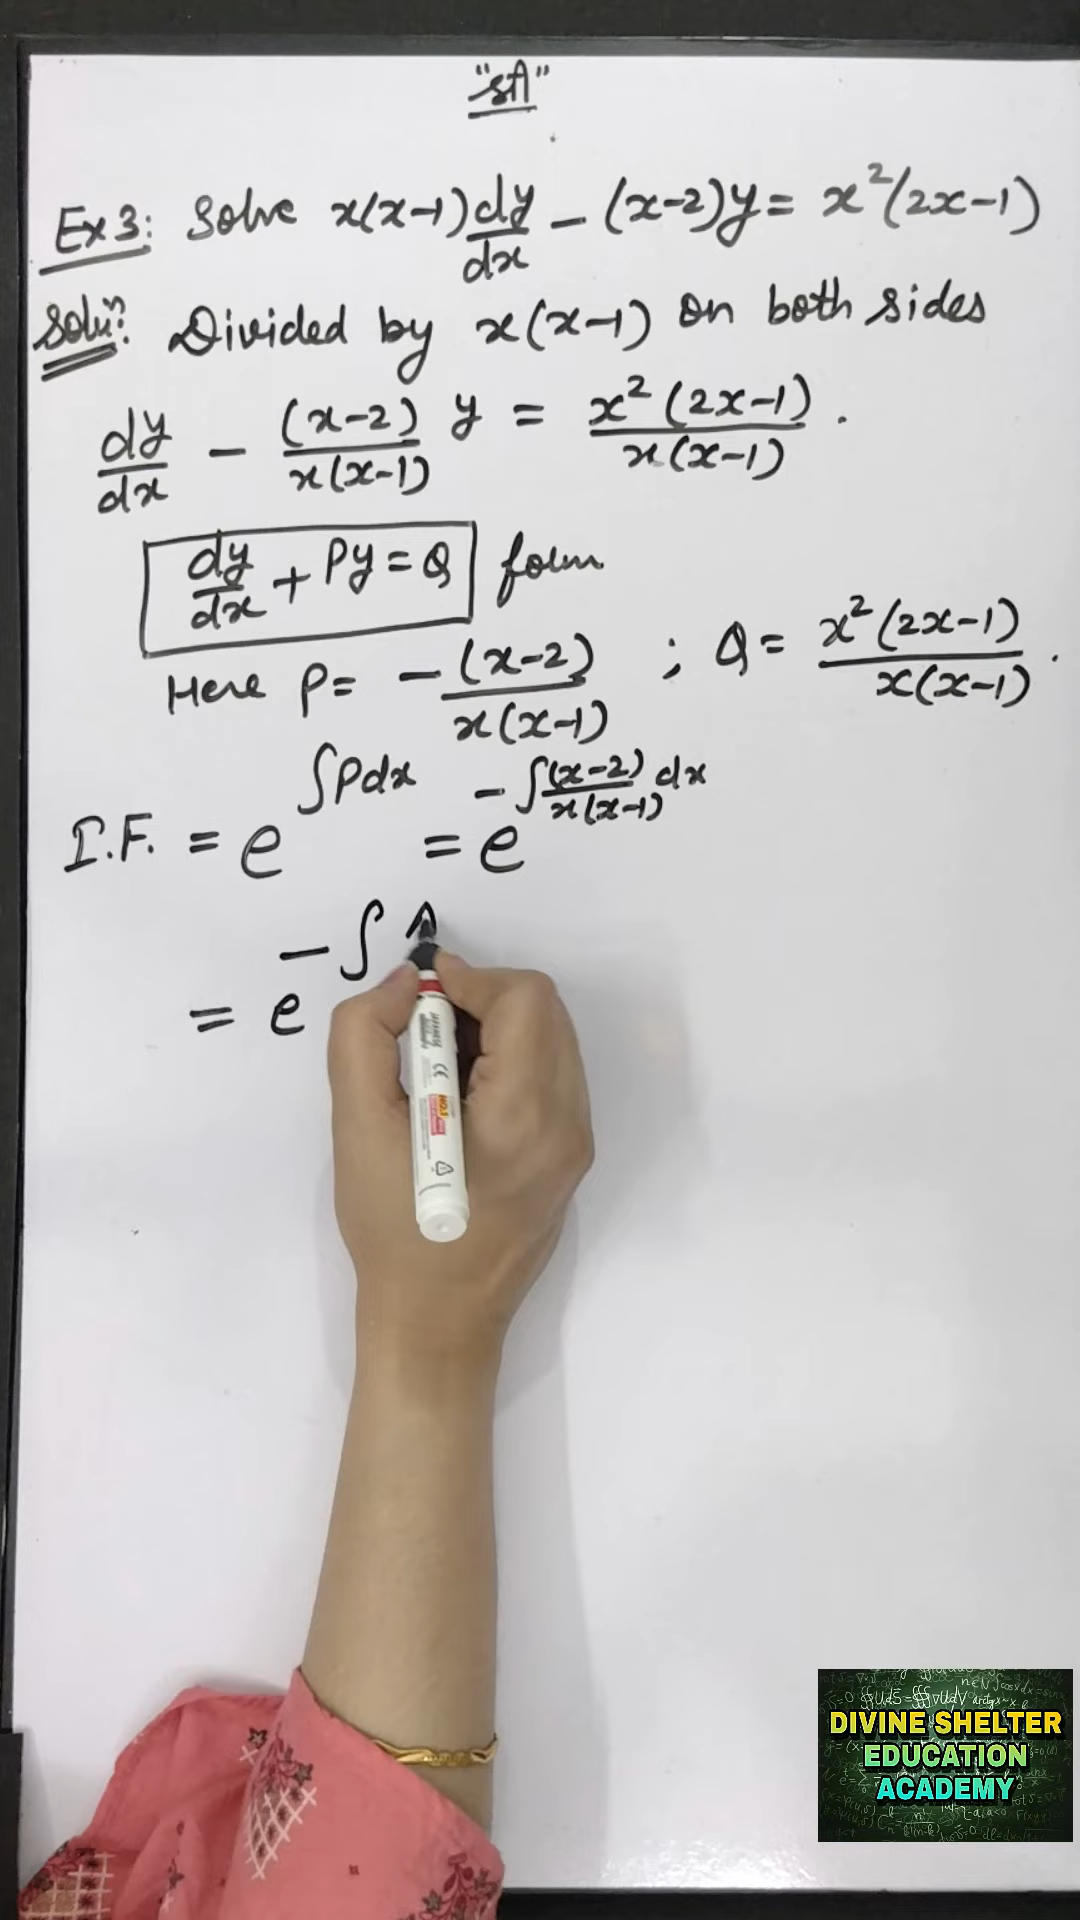 "श्री"
Ex 3: Solve x(x-1) dy/dx - (x-2)y = x²(2x-1)
Soluⁿ: Divided by x(x-1) on both sides
dy/dx - (x-2)/x(x-1) y = x²(2x-1)/x(x-1) .
dy/dx + Py = Q form
Here P = - (x-2)/x(x-1) ; Q = x²(2x-1)/x(x-1) .
I.F. = e^∫Pdx = e^-∫(x-2)/x(x-1) dx
= e^-∫ A
DIVINE SHELTER
EDUCATION
ACADEMY